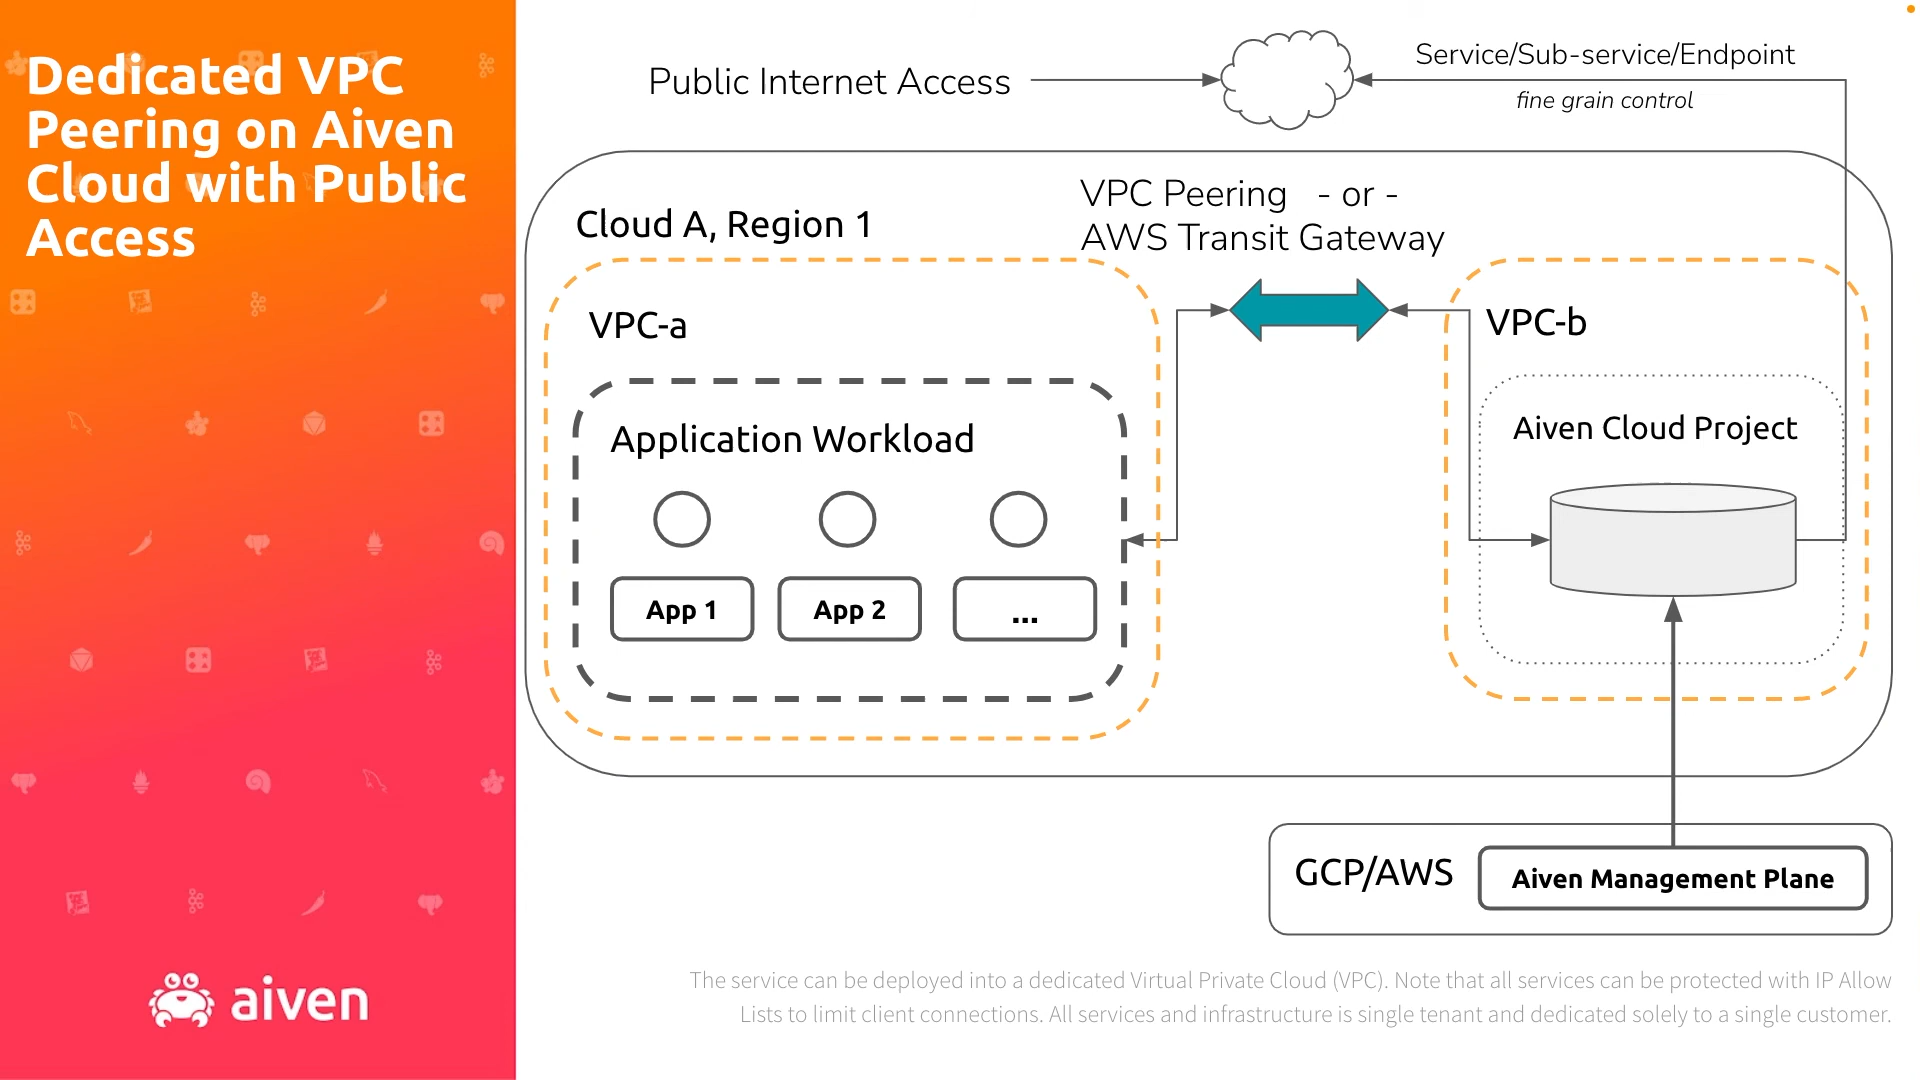 Dedicated VPC
Peering on Aiven
Cloud with Public
Access
Public Internet Access
Service/Sub-service/Endpoint
fine grain control
VPC Peering - or -
AWS Transit Gateway
Cloud A, Region 1
VPC-a
VPC-b
Application Workload
Aiven Cloud Project
App 1
App 2
...
GCP/AWS
Aiven Management Plane
aiven
The service can be deployed into a dedicated Virtual Private Cloud (VPC). Note that all services can be protected with IP Allow
Lists to limit client connections. All services and infrastructure is single tenant and dedicated solely to a single customer.